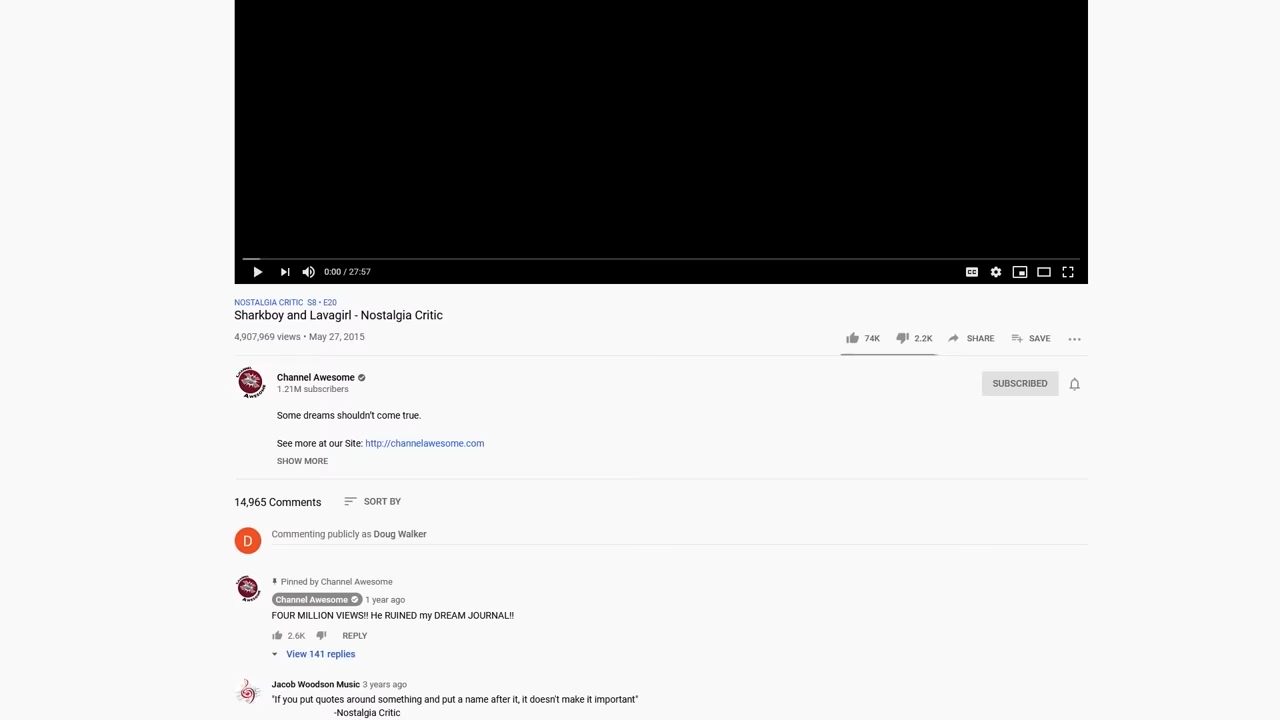 0:00 / 27:57
NOSTALGIA CRITIC S8 • E20
Sharkboy and Lavagirl - Nostalgia Critic
4,907,969 views • May 27, 2015
74K 2.2K SHARE SAVE
Channel Awesome
1.21M subscribers
SUBSCRIBED
Some dreams shouldn't come true.
See more at our Site: http://channelawesome.com
SHOW MORE
14,965 Comments SORT BY
D
Commenting publicly as Doug Walker
Pinned by Channel Awesome
Channel Awesome 1 year ago
FOUR MILLION VIEWS!! He RUINED my DREAM JOURNAL!!
2.6K REPLY
View 141 replies
Jacob Woodson Music 3 years ago
"If you put quotes around something and put a name after it, it doesn't make it important"
-Nostalgia Critic